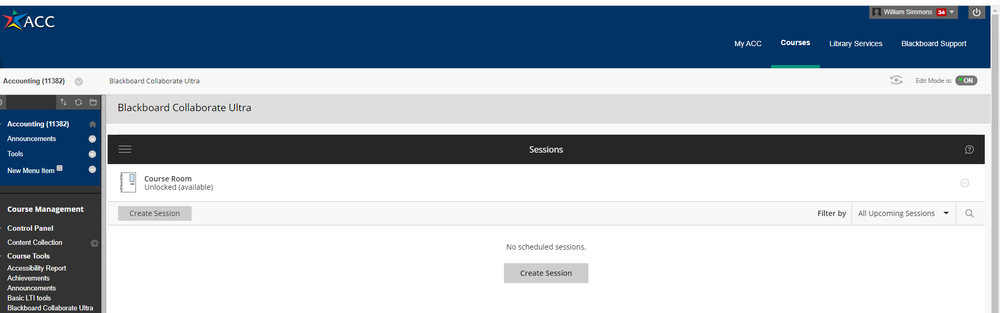 ACC
William Simmons 34
My ACC Courses Library Services Blackboard Support
Accounting (11382)
Blackboard Collaborate Ultra
Edit Mode is: ON
Blackboard Collaborate Ultra
Accounting (11382)
Announcements
Tools
New Menu Item
Course Management
Control Panel
Content Collection
Course Tools
Accessibility Report
Achievements
Announcements
Basic LTI tools
Blackboard Collaborate Ultra
Sessions
Course Room
Unlocked (available)
Create Session
Filter by All Upcoming Sessions
No scheduled sessions.
Create Session